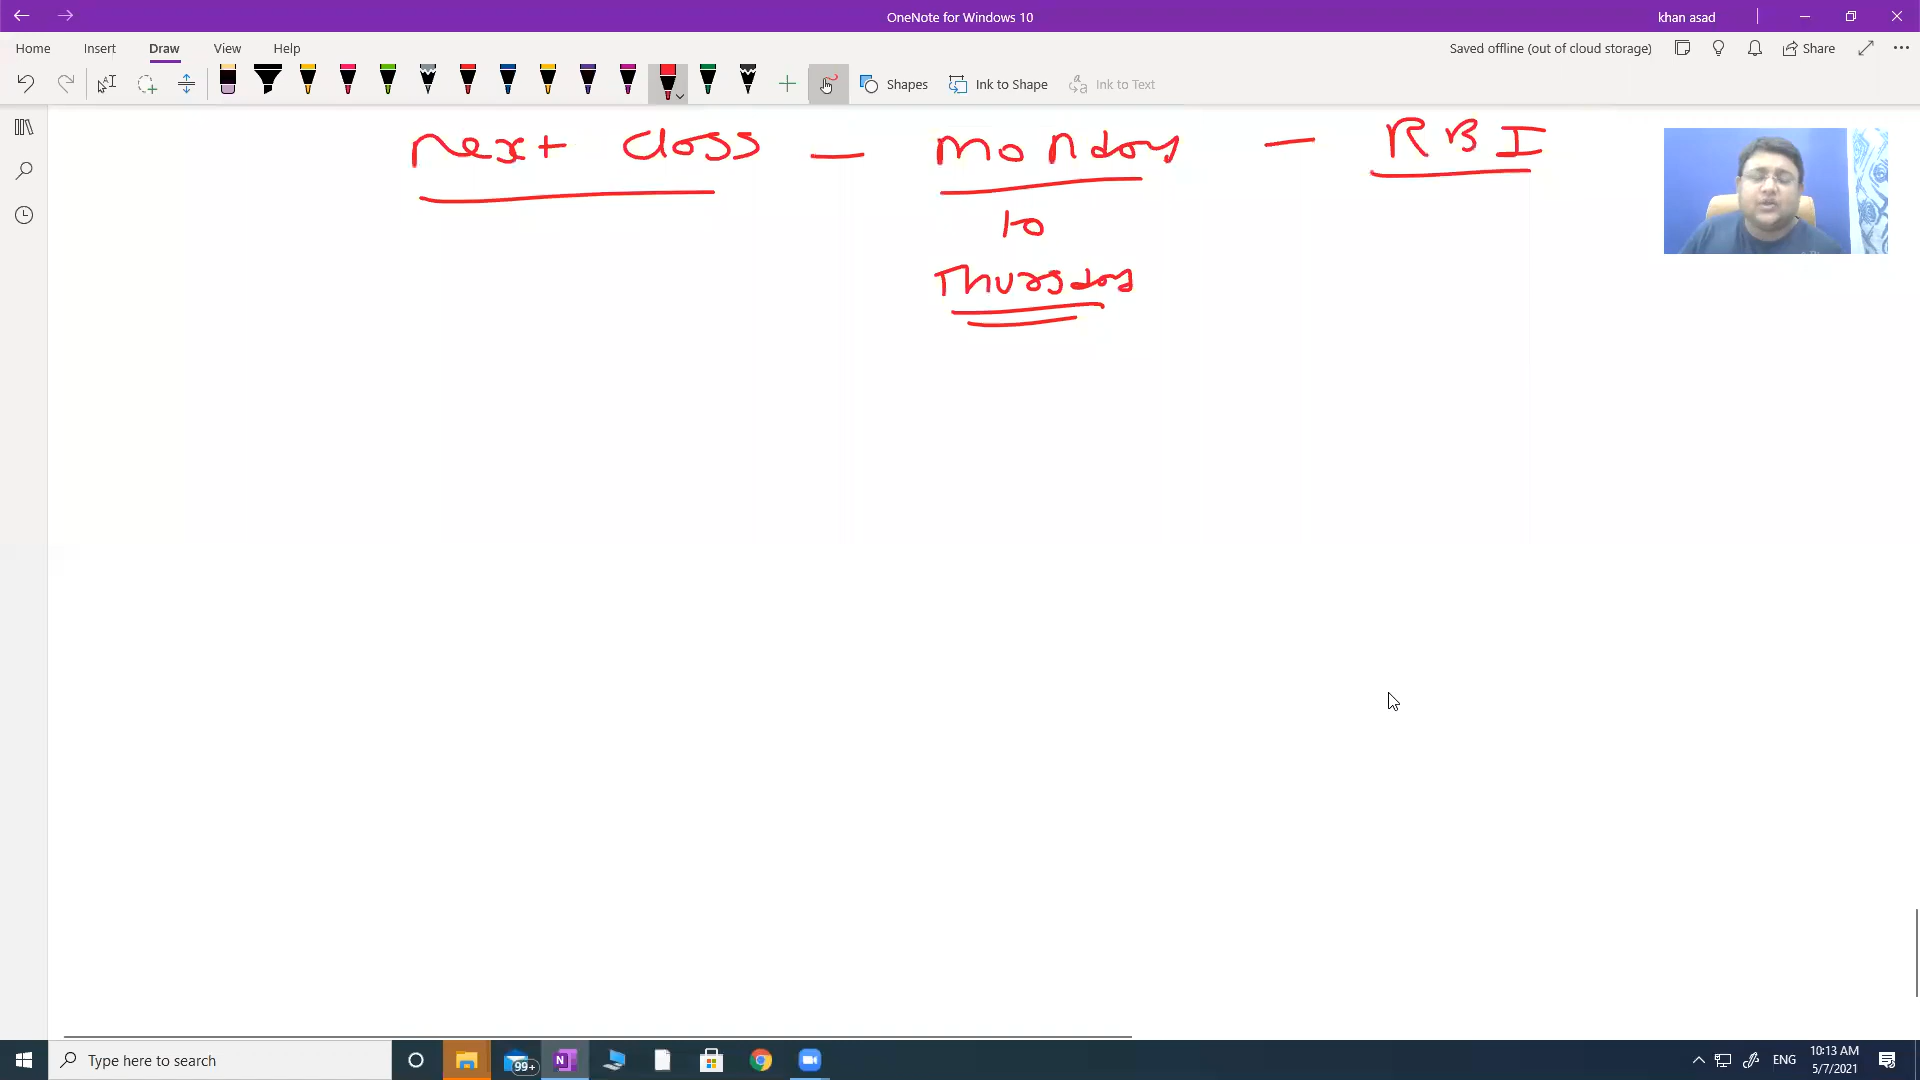 OneNote for Windows 10
khan asad
Home Insert Draw View Help
Saved offline (out of cloud storage)
Share
Shapes
Ink to Shape
Ink to Text
Next class — Monday — RBI
to
Thursday
Type here to search
99+
N
ENG
10:13 AM
5/7/2021